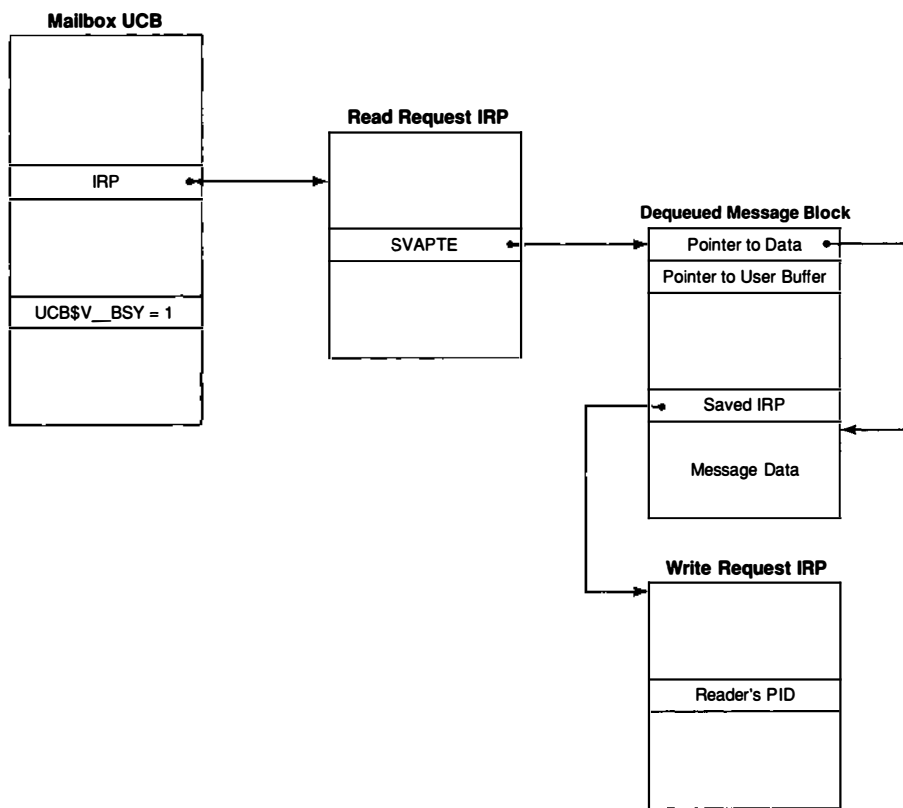 Mailbox UCB
IRP
UCB$V__BSY = 1
Read Request IRP
SVAPTE
Dequeued Message Block
Pointer to Data
Pointer to User Buffer
Saved IRP
Message Data
Write Request IRP
Reader's PID